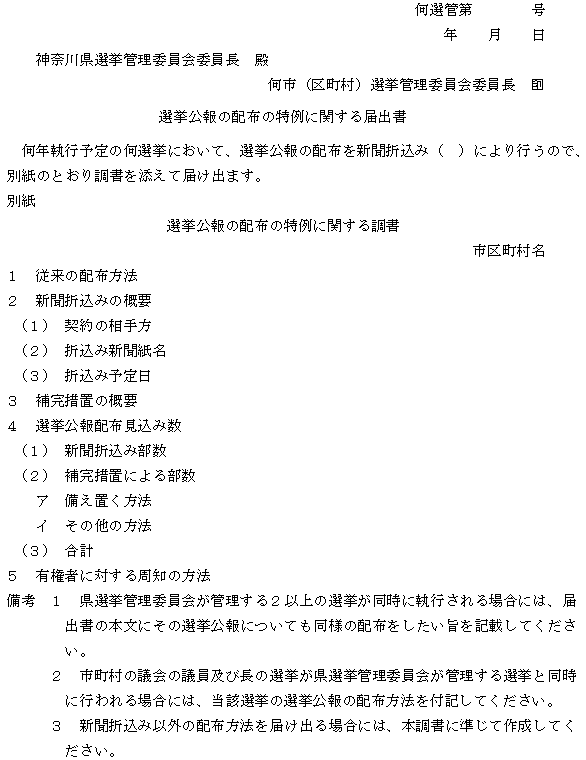 何選管第　　　　号
年　　月　　日
神奈川県選挙管理委員会委員長　殿
何市（区町村）選挙管理委員会委員長　印
選挙公報の配布の特例に関する届出書
何年執行予定の何選挙において、選挙公報の配布を新聞折込み（　）により行うので、
別紙のとおり調書を添えて届け出ます。
別紙
選挙公報の配布の特例に関する調書
市区町村名
１　従来の配布方法
２　新聞折込みの概要
（１）　契約の相手方
（２）　折込み新聞紙名
（３）　折込み予定日
３　補完措置の概要
４　選挙公報配布見込み数
（１）　新聞折込み部数
（２）　補完措置による部数
ア　備え置く方法
イ　その他の方法
（３）　合計
５　有権者に対する周知の方法
備考　１　県選挙管理委員会が管理する２以上の選挙が同時に執行される場合には、届
出書の本文にその選挙公報についても同様の配布をしたい旨を記載してくださ
い。
２　市町村の議会の議員及び長の選挙が県選挙管理委員会が管理する選挙と同時
に行われる場合には、当該選挙の選挙公報の配布方法を付記してください。
３　新聞折込み以外の配布方法を届け出る場合には、本調書に準じて作成してく
ださい。